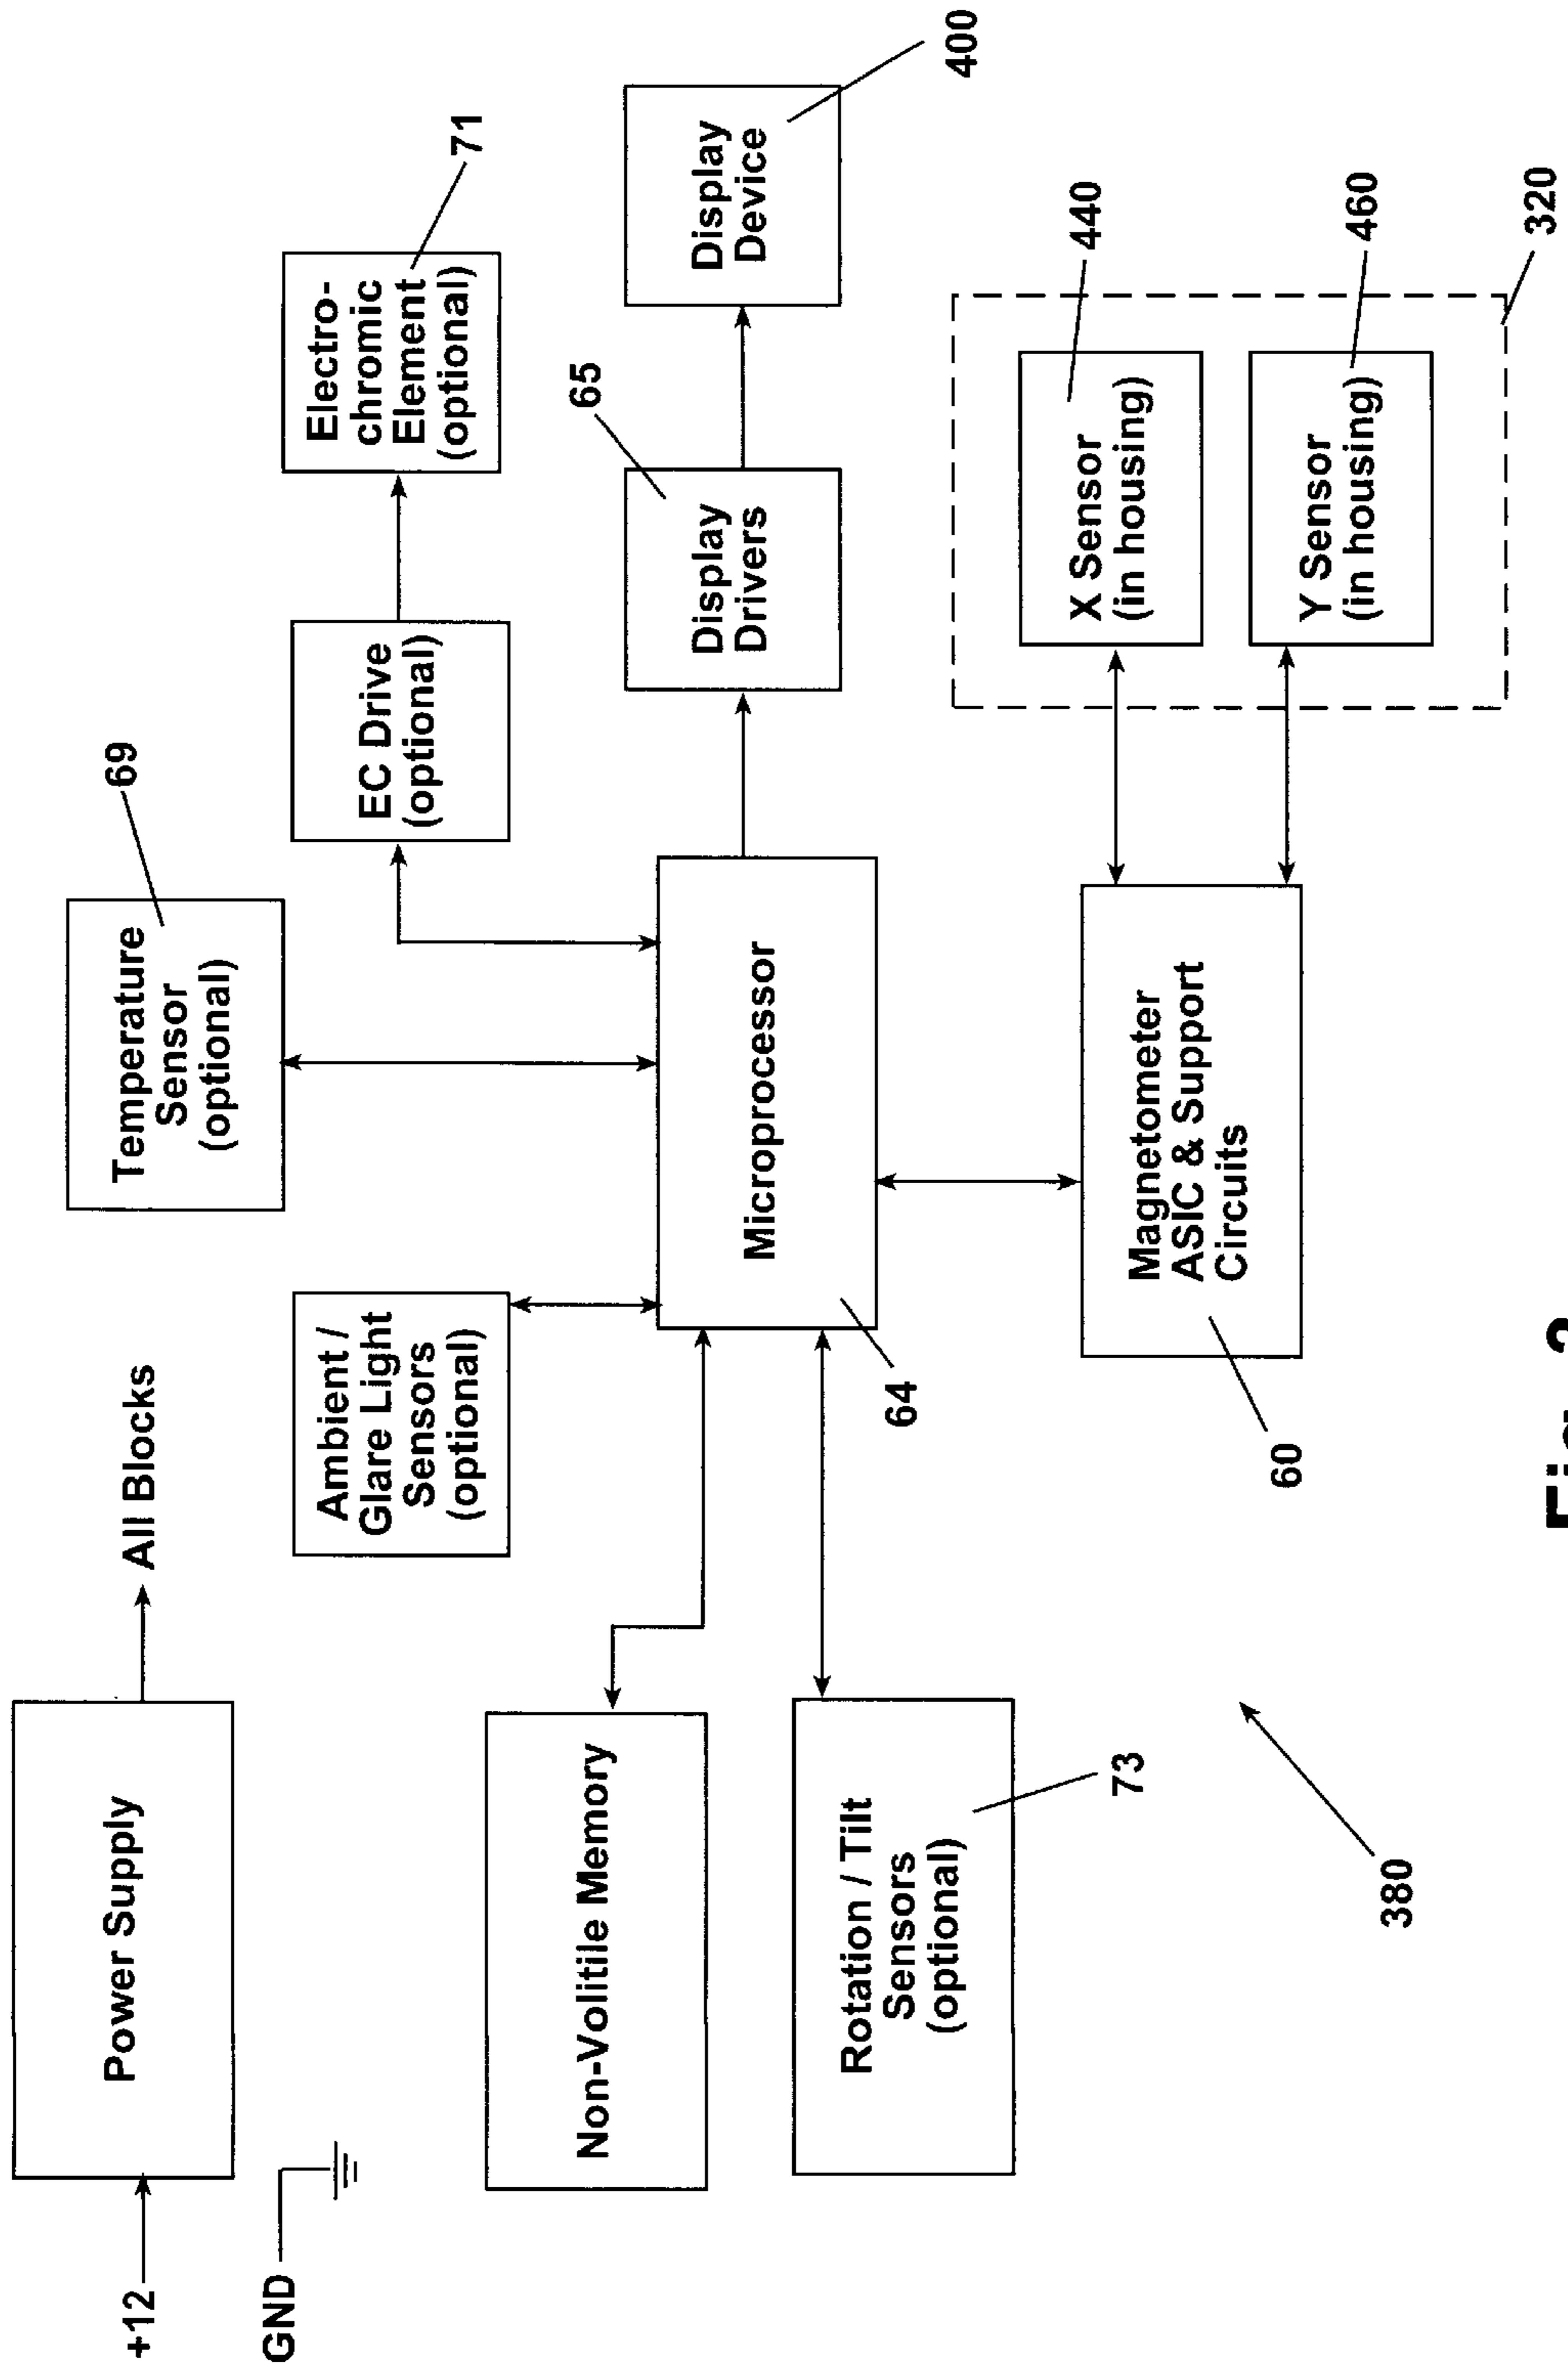 +12
Power Supply
All Blocks
GND
Temperature
Sensor
(optional)
69
Ambient /
Glare Light
Sensors
(optional)
EC Drive
(optional)
Electro-
chromic
Element
(optional)
71
Non-Volitile Memory
Microprocessor
64
Display
Drivers
65
Display
Device
400
Rotation / Tilt
Sensors
(optional)
73
Magnetometer
ASIC & Support
Circuits
60
X Sensor
(in housing)
440
Y Sensor
(in housing)
460
320
380